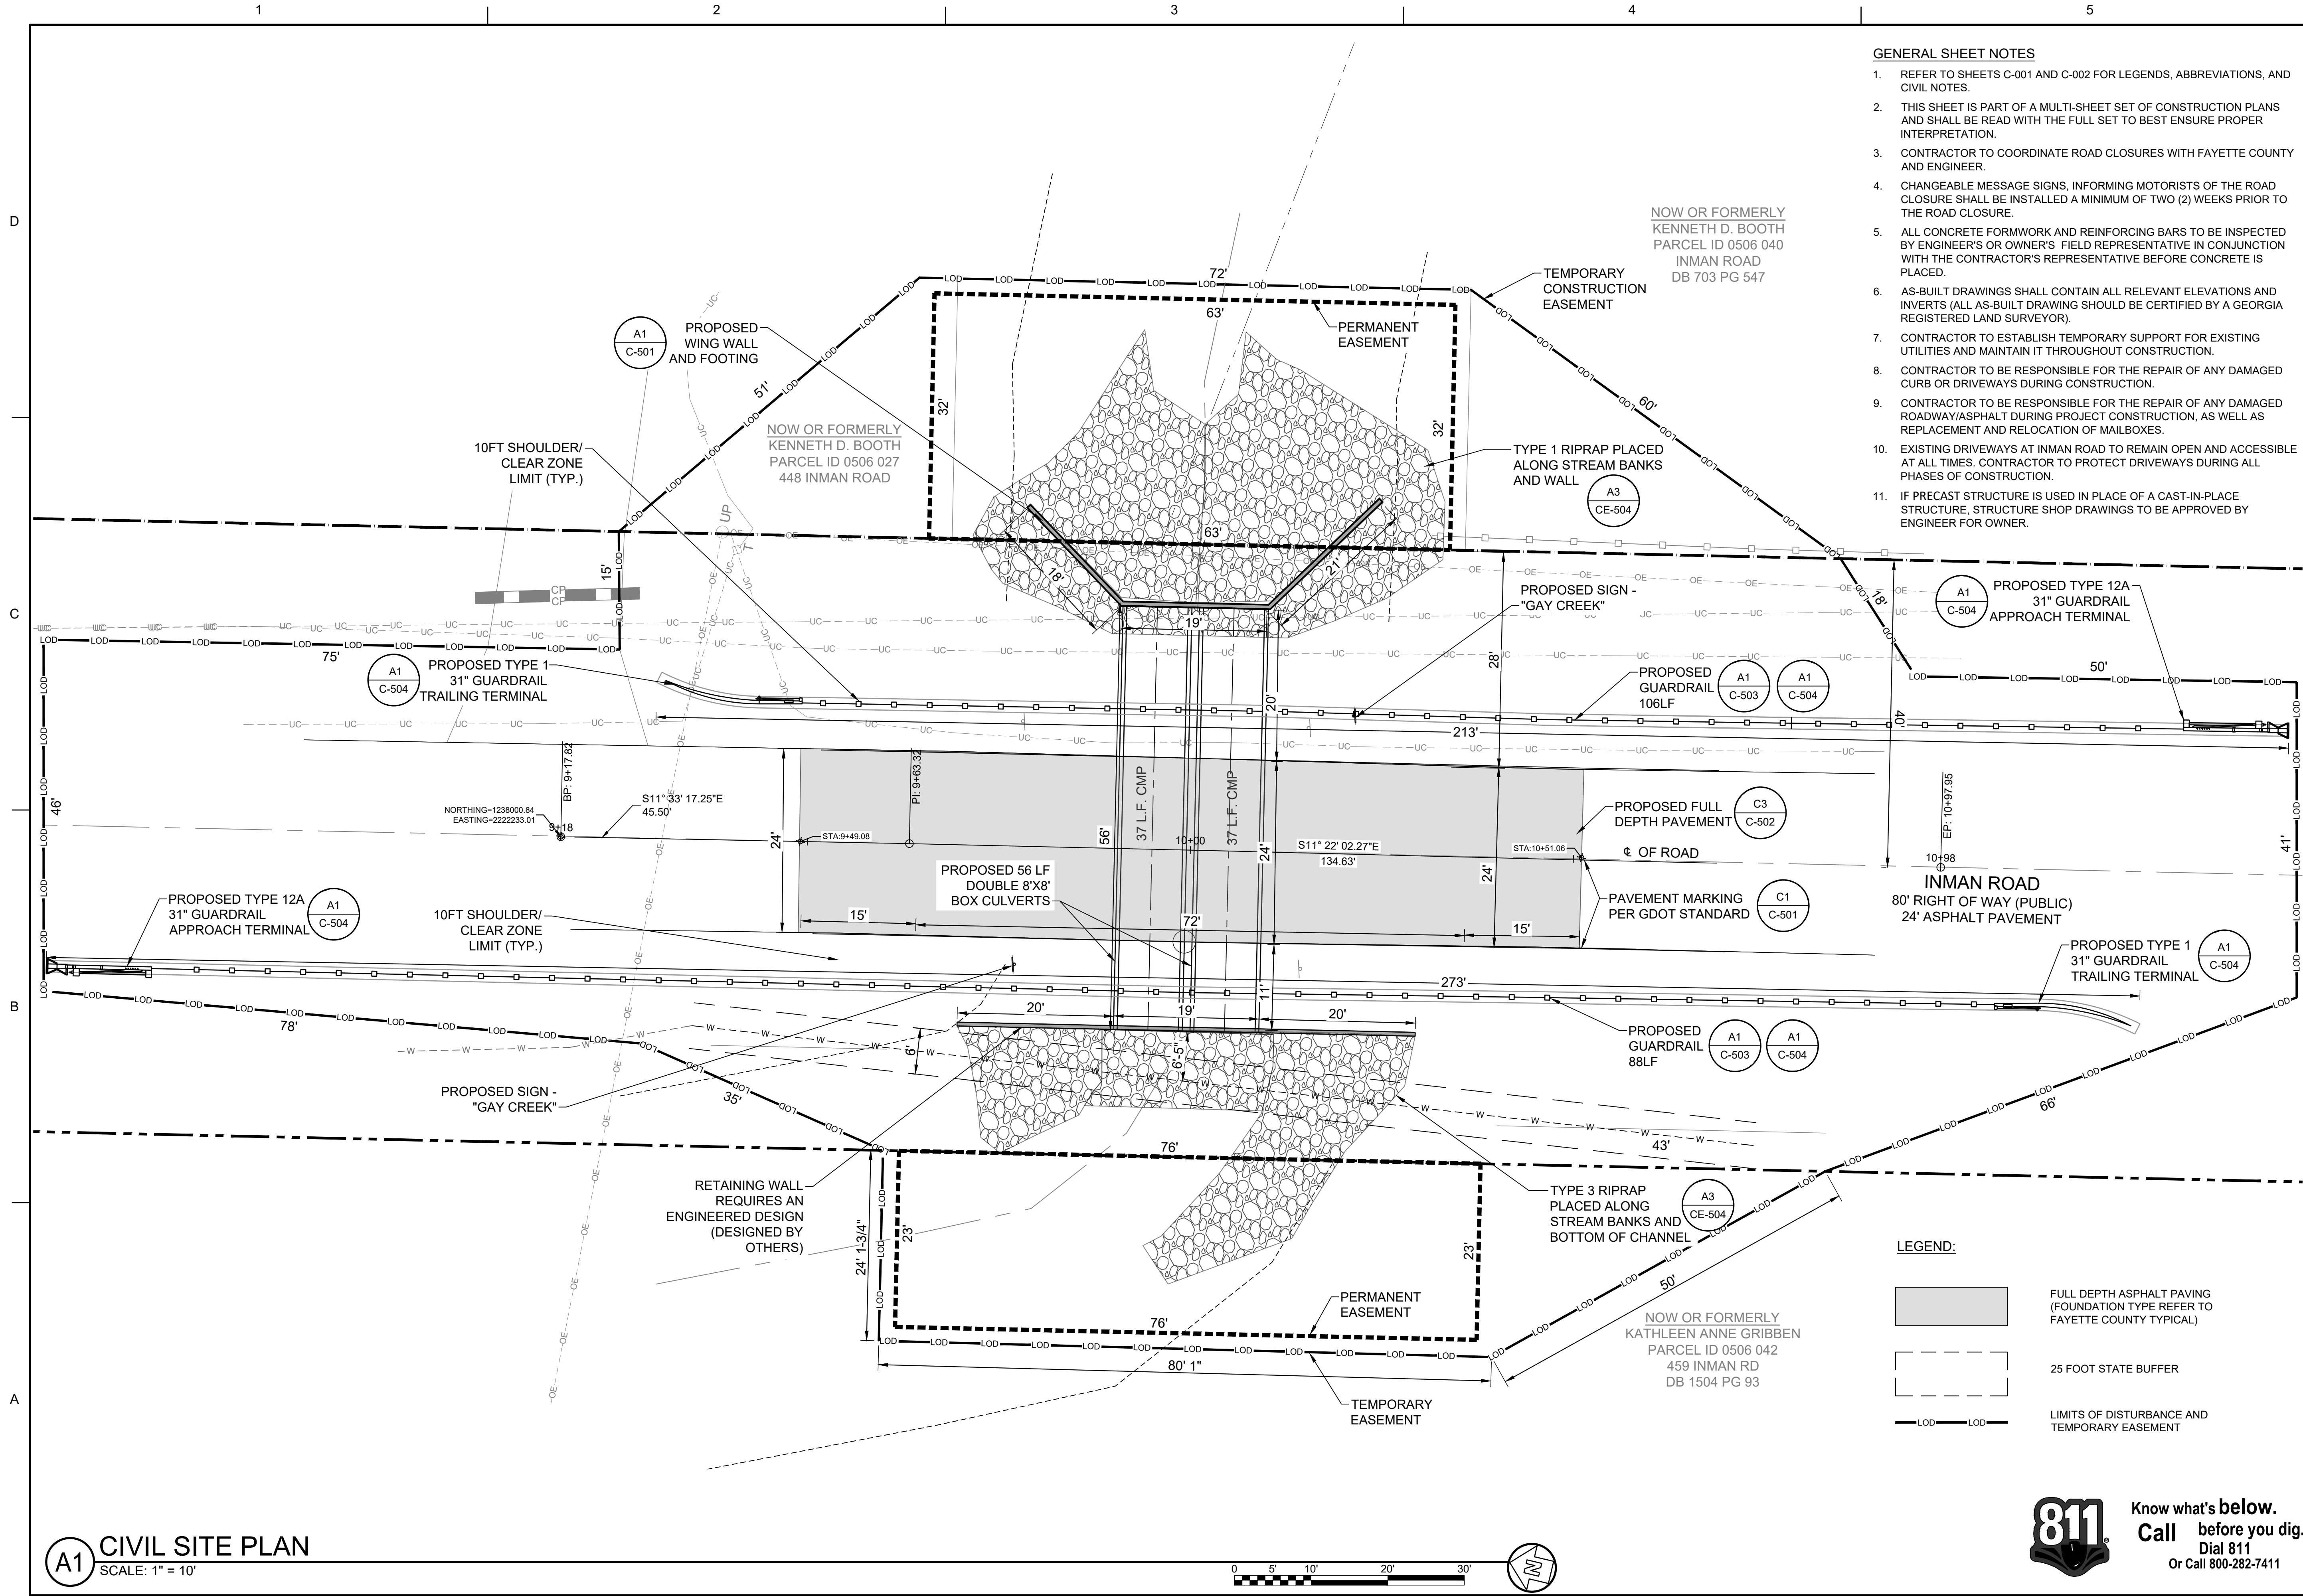 1
2
3
4
5
D
C
B
A
GENERAL SHEET NOTES
1. REFER TO SHEETS C-001 AND C-002 FOR LEGENDS, ABBREVIATIONS, AND
CIVIL NOTES.
2. THIS SHEET IS PART OF A MULTI-SHEET SET OF CONSTRUCTION PLANS
AND SHALL BE READ WITH THE FULL SET TO BEST ENSURE PROPER
INTERPRETATION.
3. CONTRACTOR TO COORDINATE ROAD CLOSURES WITH FAYETTE COUNTY
AND ENGINEER.
4. CHANGEABLE MESSAGE SIGNS, INFORMING MOTORISTS OF THE ROAD
CLOSURE SHALL BE INSTALLED A MINIMUM OF TWO (2) WEEKS PRIOR TO
THE ROAD CLOSURE.
5. ALL CONCRETE FORMWORK AND REINFORCING BARS TO BE INSPECTED
BY ENGINEER'S OR OWNER'S FIELD REPRESENTATIVE IN CONJUNCTION
WITH THE CONTRACTOR'S REPRESENTATIVE BEFORE CONCRETE IS
PLACED.
6. AS-BUILT DRAWINGS SHALL CONTAIN ALL RELEVANT ELEVATIONS AND
INVERTS (ALL AS-BUILT DRAWING SHOULD BE CERTIFIED BY A GEORGIA
REGISTERED LAND SURVEYOR).
7. CONTRACTOR TO ESTABLISH TEMPORARY SUPPORT FOR EXISTING
UTILITIES AND MAINTAIN IT THROUGHOUT CONSTRUCTION.
8. CONTRACTOR TO BE RESPONSIBLE FOR THE REPAIR OF ANY DAMAGED
CURB OR DRIVEWAYS DURING CONSTRUCTION.
9. CONTRACTOR TO BE RESPONSIBLE FOR THE REPAIR OF ANY DAMAGED
ROADWAY/ASPHALT DURING PROJECT CONSTRUCTION, AS WELL AS
REPLACEMENT AND RELOCATION OF MAILBOXES.
10. EXISTING DRIVEWAYS AT INMAN ROAD TO REMAIN OPEN AND ACCESSIBLE
AT ALL TIMES. CONTRACTOR TO PROTECT DRIVEWAYS DURING ALL
PHASES OF CONSTRUCTION.
11. IF PRECAST STRUCTURE IS USED IN PLACE OF A CAST-IN-PLACE
STRUCTURE, STRUCTURE SHOP DRAWINGS TO BE APPROVED BY
ENGINEER FOR OWNER.
NOW OR FORMERLY
KENNETH D. BOOTH
PARCEL ID 0506 040
INMAN ROAD
DB 703 PG 547
TEMPORARY
CONSTRUCTION
EASEMENT
72'
63'
PERMANENT
EASEMENT
A1
C-501
PROPOSED
WING WALL
AND FOOTING
51'
60'
32'
32'
NOW OR FORMERLY
KENNETH D. BOOTH
PARCEL ID 0506 027
448 INMAN ROAD
10FT SHOULDER/
CLEAR ZONE
LIMIT (TYP.)
TYPE 1 RIPRAP PLACED
ALONG STREAM BANKS
AND WALL
A3
CE-504
UP
T
63'
15'
CP
CP
18'
21'
19'
PROPOSED SIGN -
"GAY CREEK"
18'
A1
C-504
PROPOSED TYPE 12A
31" GUARDRAIL
APPROACH TERMINAL
75'
A1
C-504
PROPOSED TYPE 1
31" GUARDRAIL
TRAILING TERMINAL
28'
20'
PROPOSED
GUARDRAIL
106LF
A1
C-503
A1
C-504
50'
40'
213'
BP: 9+17.82
PI: 9+63.32
37 L.F. CMP
37 L.F. CMP
EP: 10+97.95
46'
NORTHING=1238000.84
EASTING=2222233.01
9+18
S11° 33' 17.25"E
45.50'
24'
STA:9+49.08
56'
10+00
24'
S11° 22' 02.27"E
134.63'
24'
STA:10+51.06
PROPOSED FULL
DEPTH PAVEMENT
C3
C-502
℄ OF ROAD
10+98
41'
INMAN ROAD
80' RIGHT OF WAY (PUBLIC)
24' ASPHALT PAVEMENT
PROPOSED 56 LF
DOUBLE 8'X8'
BOX CULVERTS
PAVEMENT MARKING
PER GDOT STANDARD
C1
C-501
PROPOSED TYPE 12A
31" GUARDRAIL
APPROACH TERMINAL
A1
C-504
10FT SHOULDER/
CLEAR ZONE
LIMIT (TYP.)
15'
72'
15'
PROPOSED TYPE 1
31" GUARDRAIL
TRAILING TERMINAL
A1
C-504
273'
11'
20'
19'
20'
78'
6'
6'-5"
PROPOSED
GUARDRAIL
88LF
A1
C-503
A1
C-504
PROPOSED SIGN -
"GAY CREEK"
35'
66'
76'
43'
RETAINING WALL
REQUIRES AN
ENGINEERED DESIGN
(DESIGNED BY
OTHERS)
24' 1-3/4"
23'
23'
TYPE 3 RIPRAP
PLACED ALONG
STREAM BANKS AND
BOTTOM OF CHANNEL
A3
CE-504
50'
PERMANENT
EASEMENT
76'
80' 1"
TEMPORARY
EASEMENT
NOW OR FORMERLY
KATHLEEN ANNE GRIBBEN
PARCEL ID 0506 042
459 INMAN RD
DB 1504 PG 93
LEGEND:
FULL DEPTH ASPHALT PAVING
(FOUNDATION TYPE REFER TO
FAYETTE COUNTY TYPICAL)
25 FOOT STATE BUFFER
LOD LOD
LIMITS OF DISTURBANCE AND
TEMPORARY EASEMENT
A1
CIVIL SITE PLAN
SCALE: 1" = 10'
0 5' 10' 20' 30'
N
811
Know what's below.
Call before you dig.
Dial 811
Or Call 800-282-7411